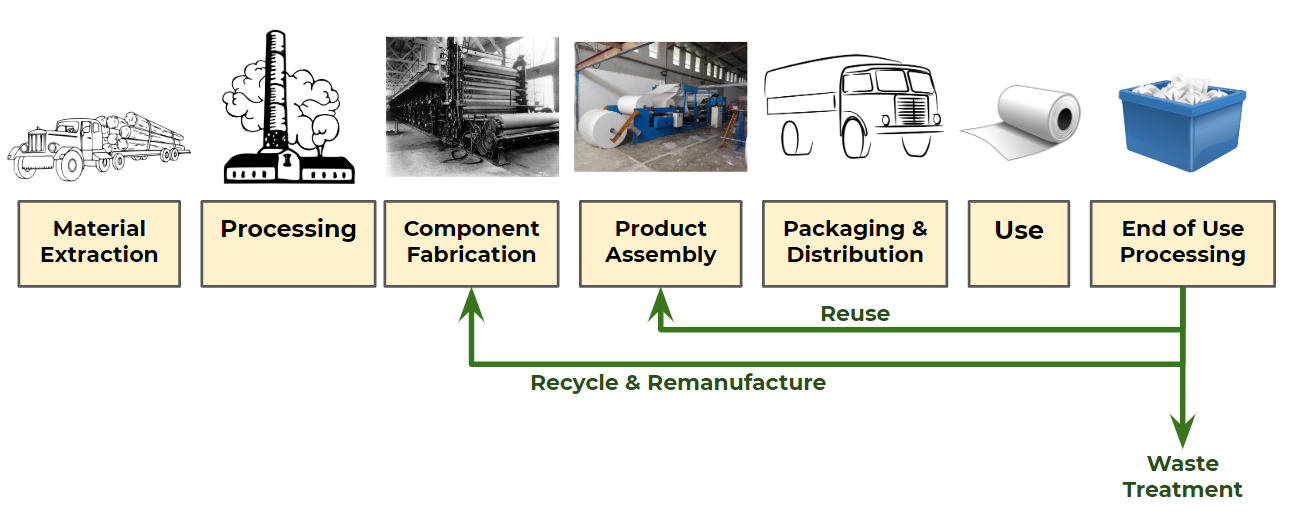 Material
Extraction
Processing
Component
Fabrication
Product
Assembly
Packaging &
Distribution
Use
End of Use
Processing
Reuse
Recycle & Remanufacture
Waste
Treatment